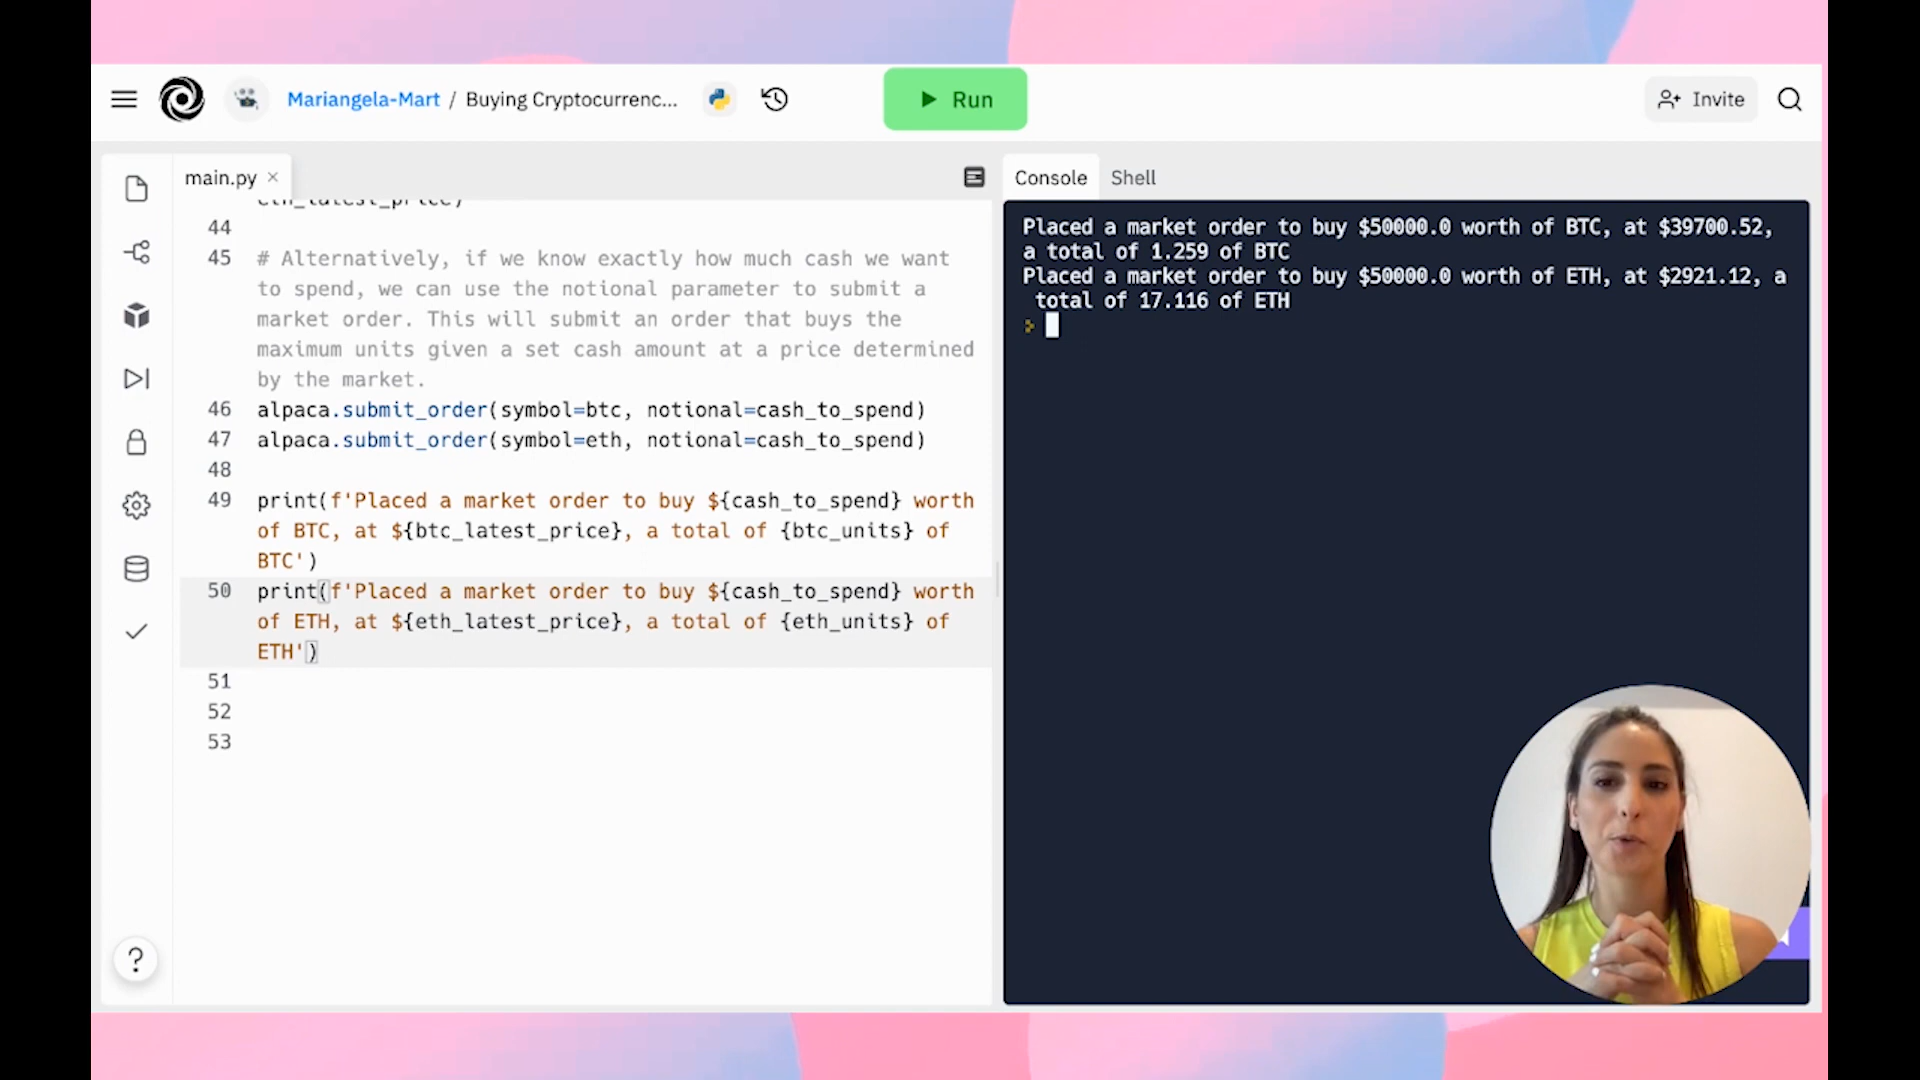 Mariangela-Mart / Buying Cryptocurrenc...
Run
Invite
main.py ×
Console
Shell
eth_latest_price)
44
45 # Alternatively, if we know exactly how much cash we want
to spend, we can use the notional parameter to submit a
market order. This will submit an order that buys the
maximum units given a set cash amount at a price determined
by the market.
46 alpaca.submit_order(symbol=btc, notional=cash_to_spend)
47 alpaca.submit_order(symbol=eth, notional=cash_to_spend)
48
49 print(f'Placed a market order to buy ${cash_to_spend} worth
of BTC, at ${btc_latest_price}, a total of {btc_units} of
BTC')
50 print(f'Placed a market order to buy ${cash_to_spend} worth
of ETH, at ${eth_latest_price}, a total of {eth_units} of
ETH')
51
52
53
Placed a market order to buy $50000.0 worth of BTC, at $39700.52,
a total of 1.259 of BTC
Placed a market order to buy $50000.0 worth of ETH, at $2921.12, a
total of 17.116 of ETH
>
?